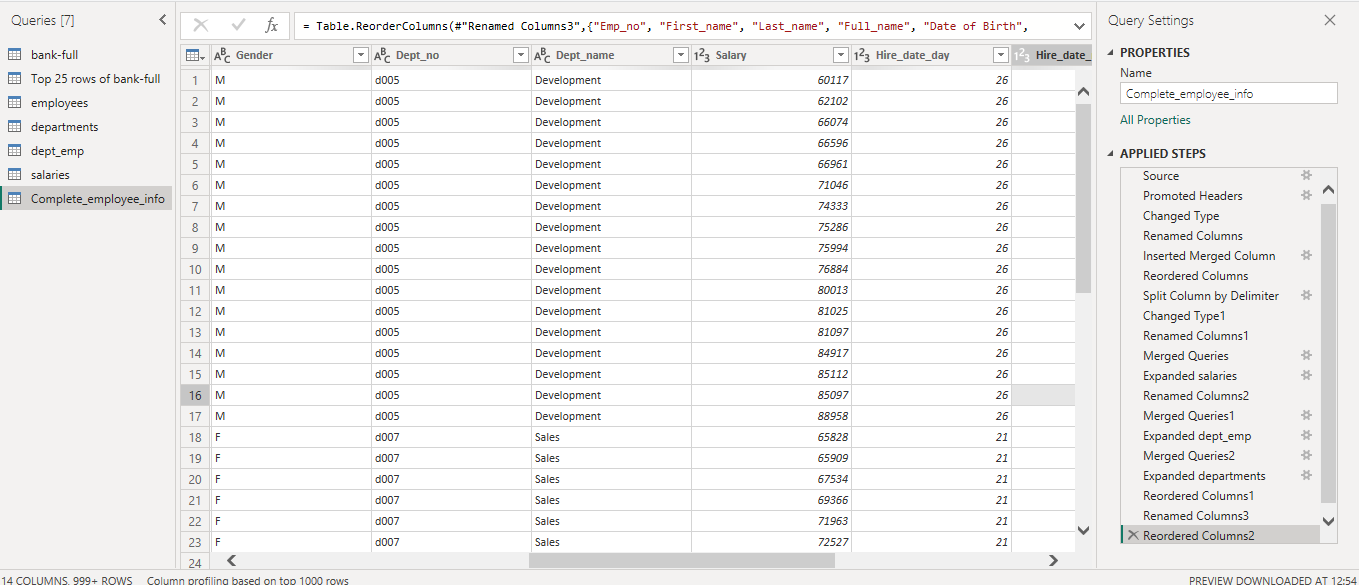 Queries [7]
bank-full
Top 25 rows of bank-full
employees
departments
dept_emp
salaries
Complete_employee_info
fx
= Table.ReorderColumns(#"Renamed Columns3",{"Emp_no", "First_name", "Last_name", "Full_name", "Date of Birth",
ABC Gender ABC Dept_no ABC Dept_name 123 Salary 123 Hire_date_day 123 Hire_date_
1 M d005 Development 60117 26
2 M d005 Development 62102 26
3 M d005 Development 66074 26
4 M d005 Development 66596 26
5 M d005 Development 66961 26
6 M d005 Development 71046 26
7 M d005 Development 74333 26
8 M d005 Development 75286 26
9 M d005 Development 75994 26
10 M d005 Development 76884 26
11 M d005 Development 80013 26
12 M d005 Development 81025 26
13 M d005 Development 81097 26
14 M d005 Development 84917 26
15 M d005 Development 85112 26
16 M d005 Development 85097 26
17 M d005 Development 88958 26
18 F d007 Sales 65828 21
19 F d007 Sales 65909 21
20 F d007 Sales 67534 21
21 F d007 Sales 69366 21
22 F d007 Sales 71963 21
23 F d007 Sales 72527 21
24
Query Settings
PROPERTIES
Name
Complete_employee_info
All Properties
APPLIED STEPS
Source
Promoted Headers
Changed Type
Renamed Columns
Inserted Merged Column
Reordered Columns
Split Column by Delimiter
Changed Type1
Renamed Columns1
Merged Queries
Expanded salaries
Renamed Columns2
Merged Queries1
Expanded dept_emp
Merged Queries2
Expanded departments
Reordered Columns1
Renamed Columns3
Reordered Columns2
14 COLUMNS, 999+ ROWS Column profiling based on top 1000 rows
PREVIEW DOWNLOADED AT 12:54